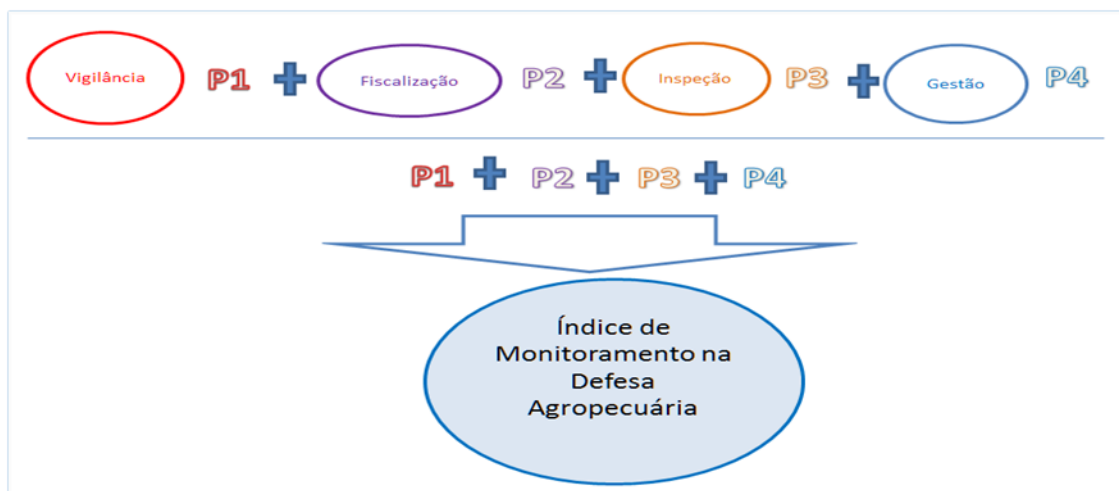 Vigilância P1 + Fiscalização P2 + Inspeção P3 + Gestão P4
P1 + P2 + P3 + P4
Índice de
Monitoramento na
Defesa
Agropecuária